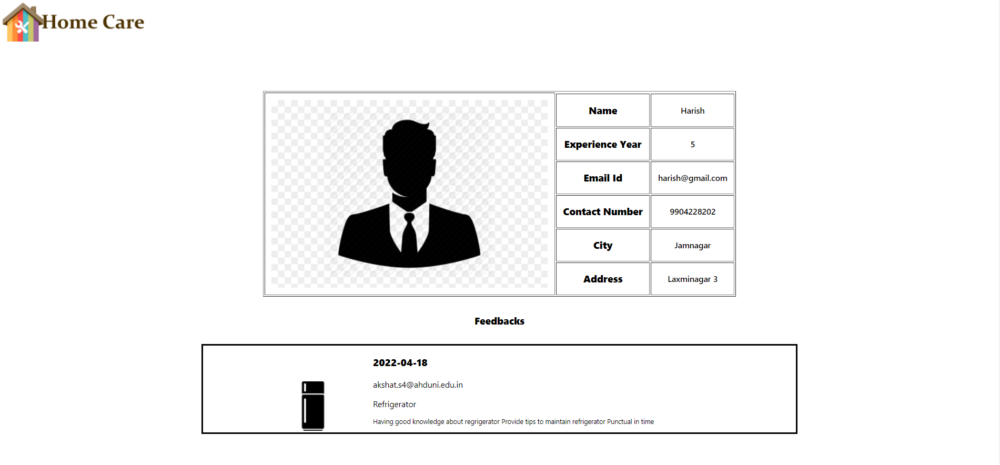 Home Care
Name Harish
Experience Year 5
Email Id harish@gmail.com
Contact Number 9904228202
City Jamnagar
Address Laxminagar 3
Feedbacks
2022-04-18
akshat.s4@ahduni.edu.in
Refrigerator
Having good knowledge about regrigerator Provide tips to maintain refrigerator Punctual in time